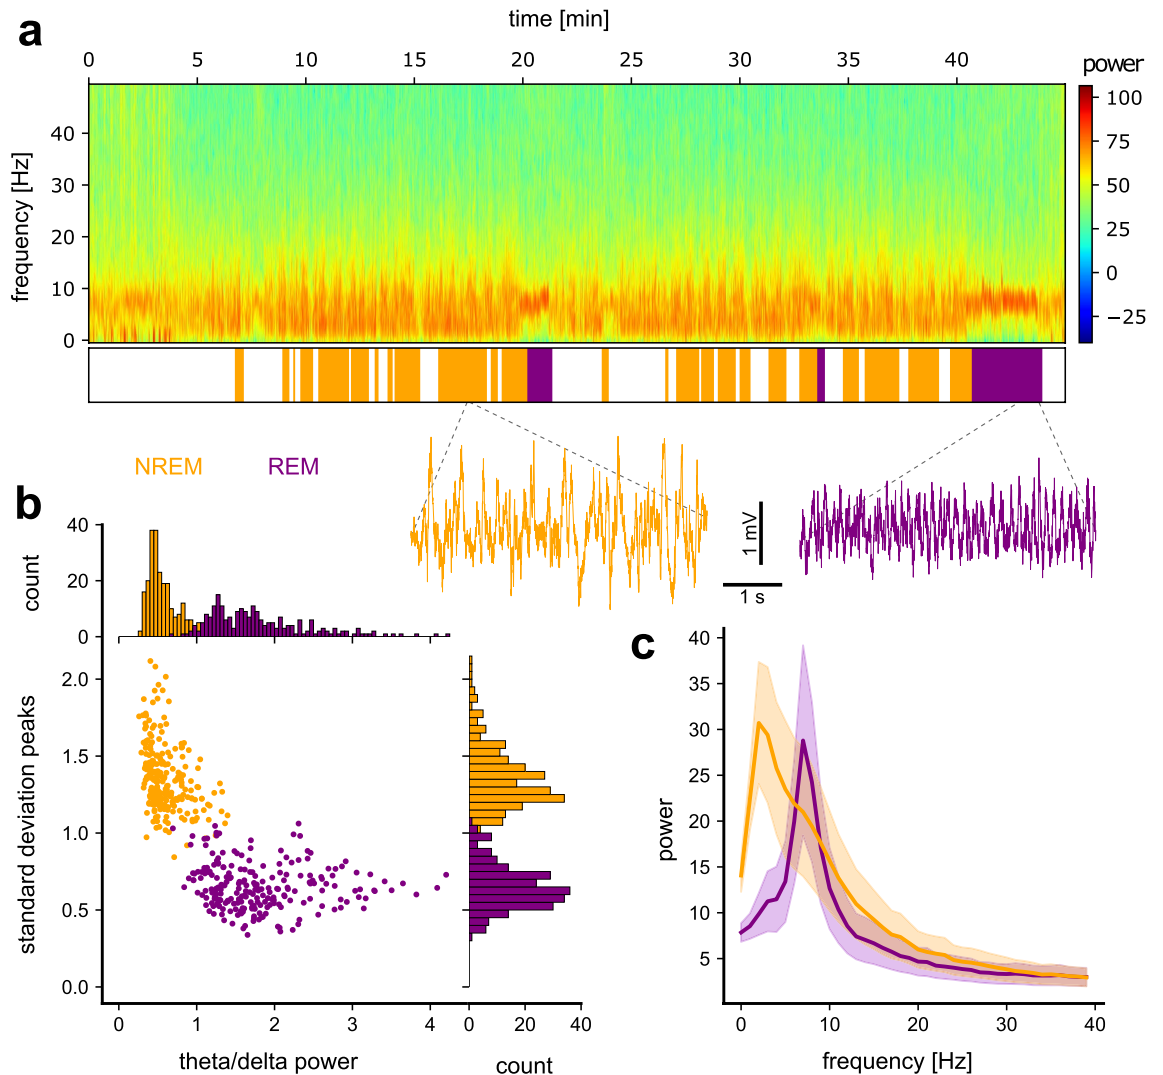 a
time [min]
0 5 10 15 20 25 30 35 40
power
frequency [Hz]
40
30
20
10
0
100
75
50
25
0
−25
NREM
REM
1 mV
1 s
b
count
40
20
0
standard deviation peaks
2.0
1.5
1.0
0.5
0.0
0 1 2 3 4
theta/delta power
0 20 40
count
c
power
40
35
30
25
20
15
10
5
0 10 20 30 40
frequency [Hz]